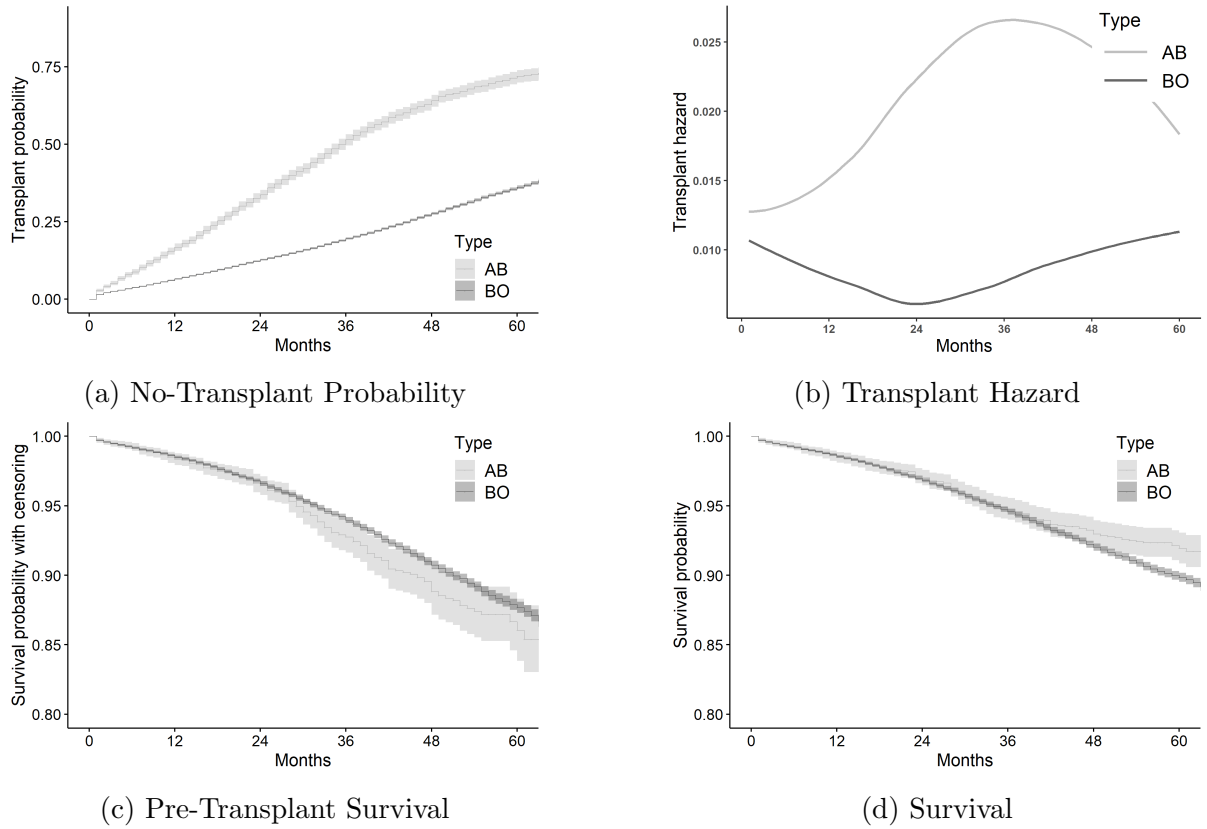 Transplant probability
0.75
0.50
0.25
0.00
Type
AB
BO
0 12 24 36 48 60
Months
(a) No-Transplant Probability
Transplant hazard
0.025
0.020
0.015
0.010
Type
AB
BO
0 12 24 36 48 60
Months
(b) Transplant Hazard
Survival probability with censoring
1.00
0.95
0.90
0.85
0.80
Type
AB
BO
0 12 24 36 48 60
Months
(c) Pre-Transplant Survival
Survival probability
1.00
0.95
0.90
0.85
0.80
Type
AB
BO
0 12 24 36 48 60
Months
(d) Survival